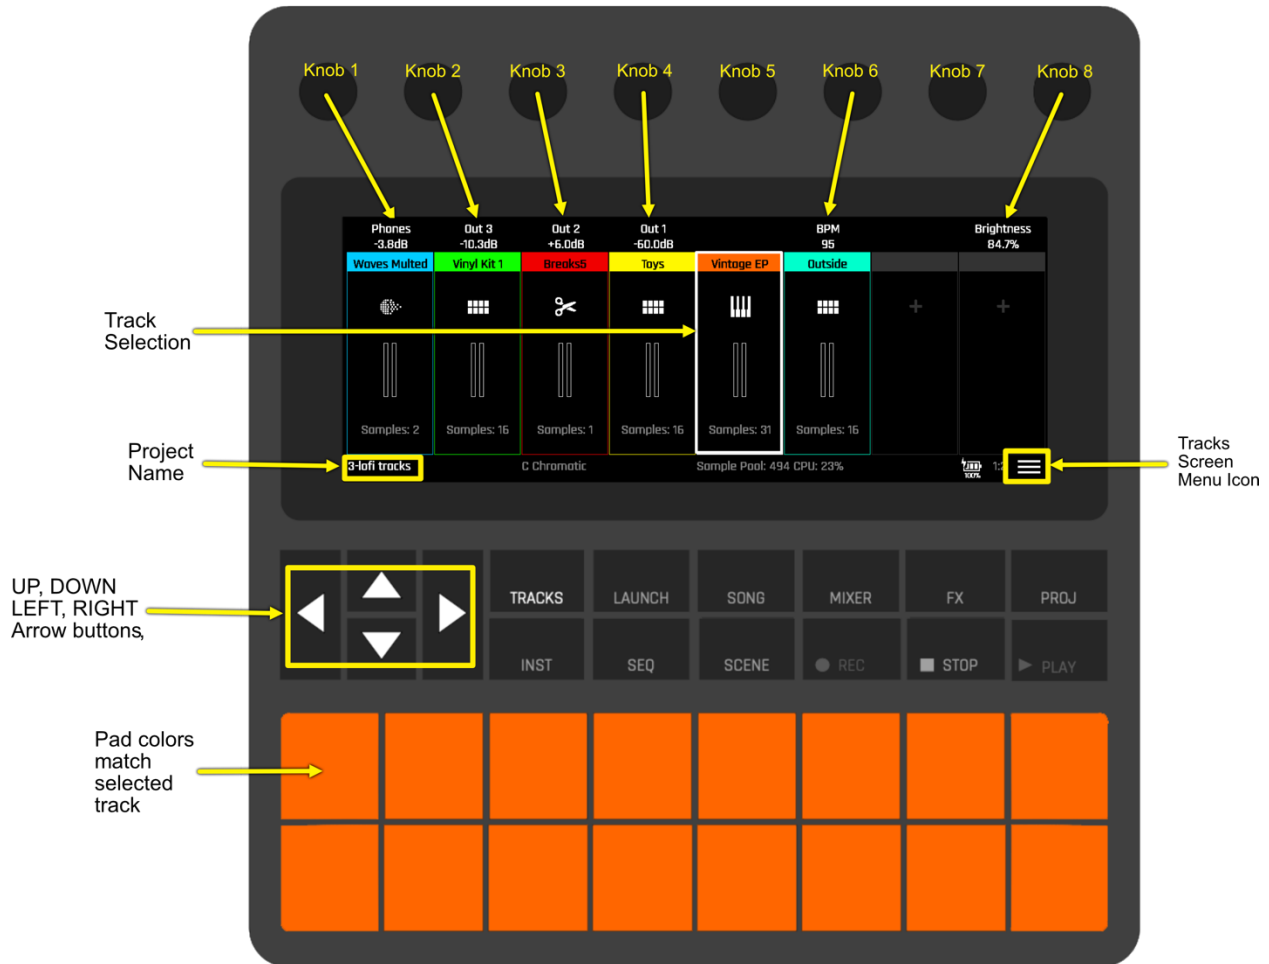 Knob 1 Knob 2 Knob 3 Knob 4 Knob 5 Knob 6 Knob 7 Knob 8
Phones Out 3 Out 2 Out 1 BPM Brightness
-3.8dB -10.3dB +6.0dB -60.0dB 95 84.7%
Waves Multed Vinyl Kit 1 Breaks5 Toys Vintage EP Outside
+ +
Track
Selection
Samples: 2 Samples: 16 Samples: 1 Samples: 16 Samples: 31 Samples: 16
Project
Name
3-lofi tracks C Chromatic Sample Pool: 494 CPU: 23% 100%
Tracks
Screen
Menu Icon
UP, DOWN
LEFT, RIGHT
Arrow buttons,
TRACKS LAUNCH SONG MIXER FX PROJ
INST SEQ SCENE REC STOP PLAY
Pad colors
match
selected
track